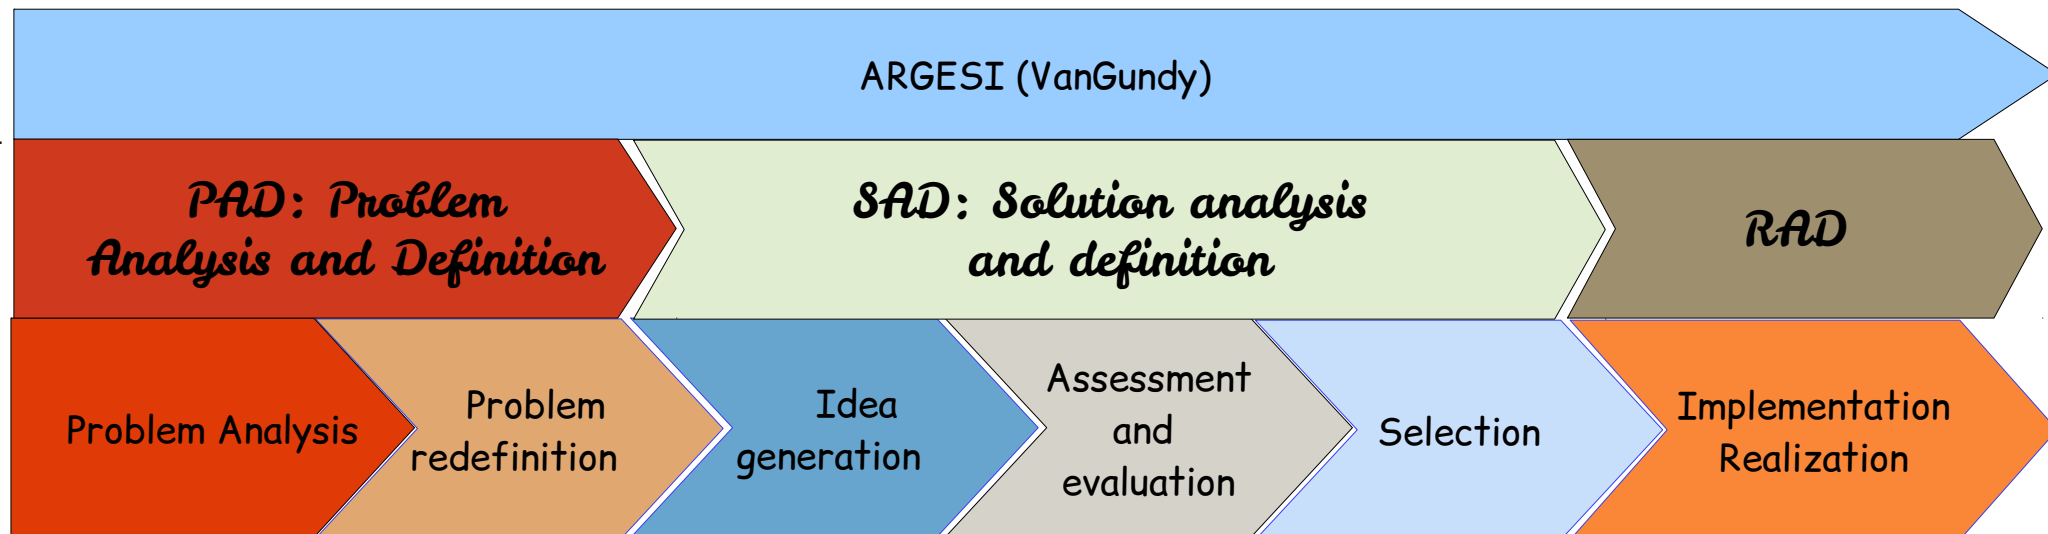 ARGESI (VanGundy)
PAD: Problem
Analysis and Definition
SAD: Solution analysis
and definition
RAD
Problem Analysis
Problem
redefinition
Idea
generation
Assessment
and
evaluation
Selection
Implementation
Realization